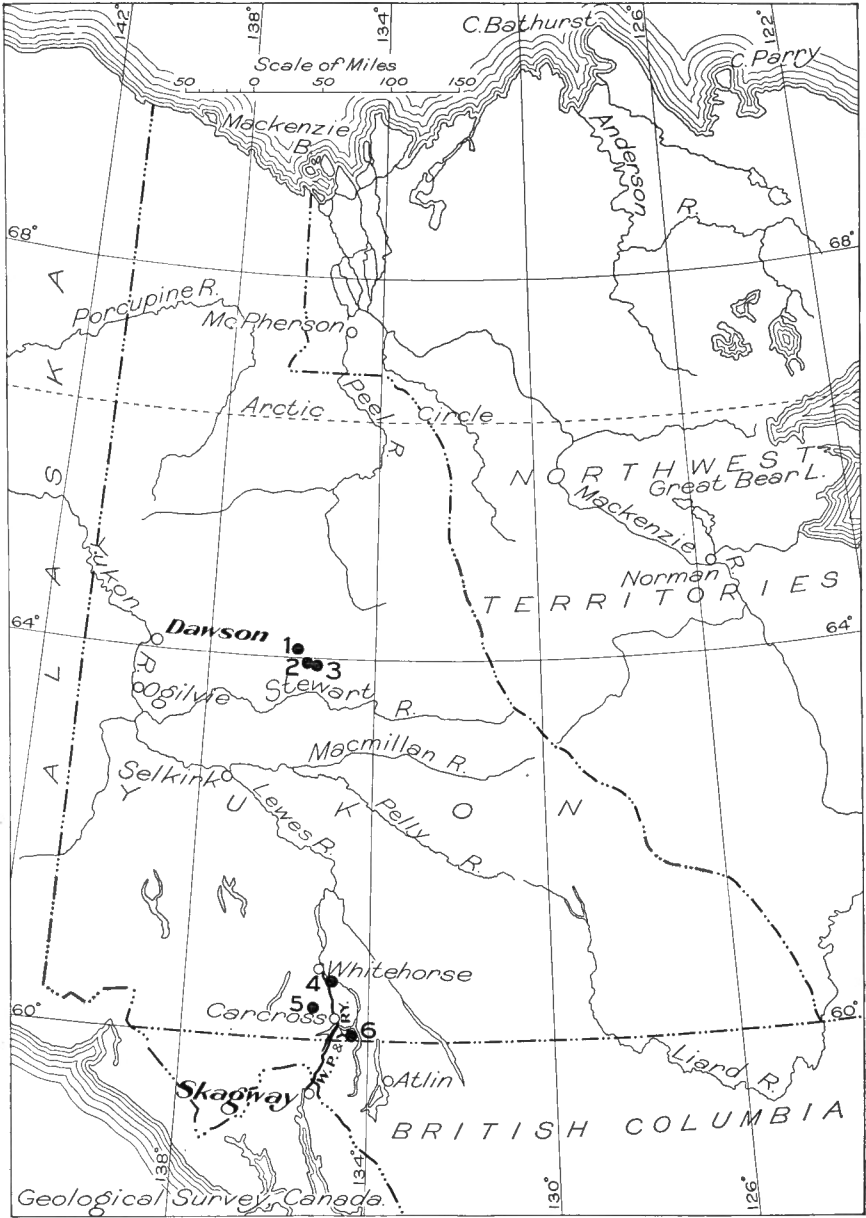 142°
138°
134°
C. Bathurst
126°
122°
C. Parry
Scale of Miles
50 0 50 100 150
Mackenzie
B.
Anderson
R.
68°
68°
Porcupine R.
McPherson
Peel R.
Arctic Circle
ALASKA
NORTHWEST
Great Bear L.
Mackenzie R.
Norman
TERRITORIES
Yukon R.
64°
64°
Dawson
1
2
3
Ogilvie
Stewart R.
Macmillan R.
Selkirk
YUKON
Lewes R.
Pelly R.
4
Whitehorse
5
Carcross
60°
60°
6
W. P. & Y. RY.
Skagway
Atlin
Liard R.
BRITISH COLUMBIA
138°
134°
130°
126°
Geological Survey, Canada.